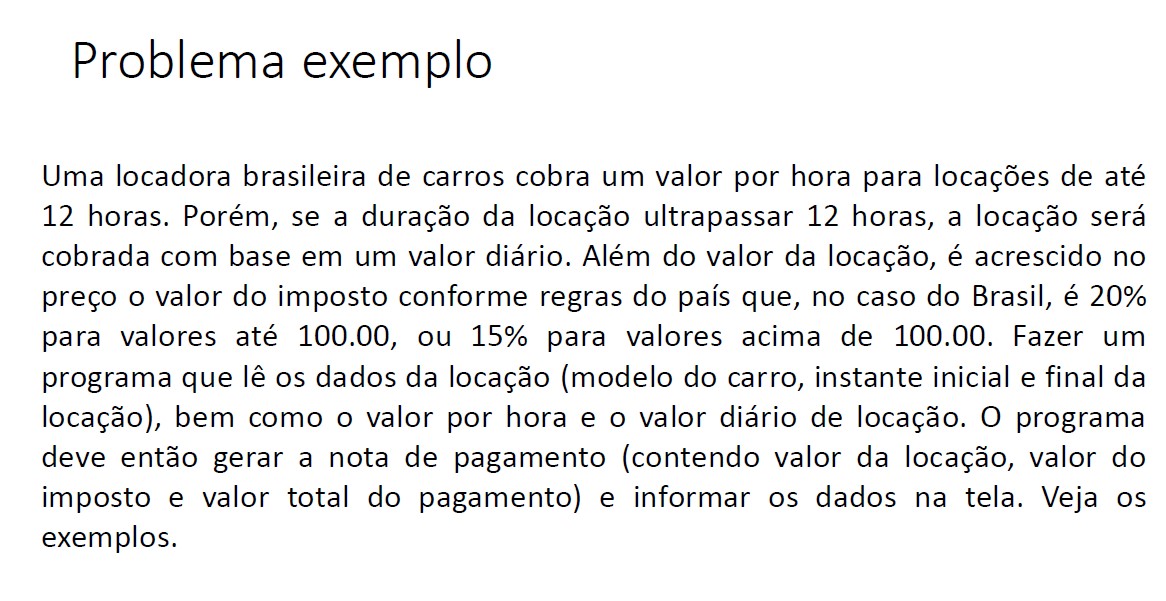 Problema exemplo
Uma locadora brasileira de carros cobra um valor por hora para locações de até
12 horas. Porém, se a duração da locação ultrapassar 12 horas, a locação será
cobrada com base em um valor diário. Além do valor da locação, é acrescido no
preço o valor do imposto conforme regras do país que, no caso do Brasil, é 20%
para valores até 100.00, ou 15% para valores acima de 100.00. Fazer um
programa que lê os dados da locação (modelo do carro, instante inicial e final da
locação), bem como o valor por hora e o valor diário de locação. O programa
deve então gerar a nota de pagamento (contendo valor da locação, valor do
imposto e valor total do pagamento) e informar os dados na tela. Veja os
exemplos.